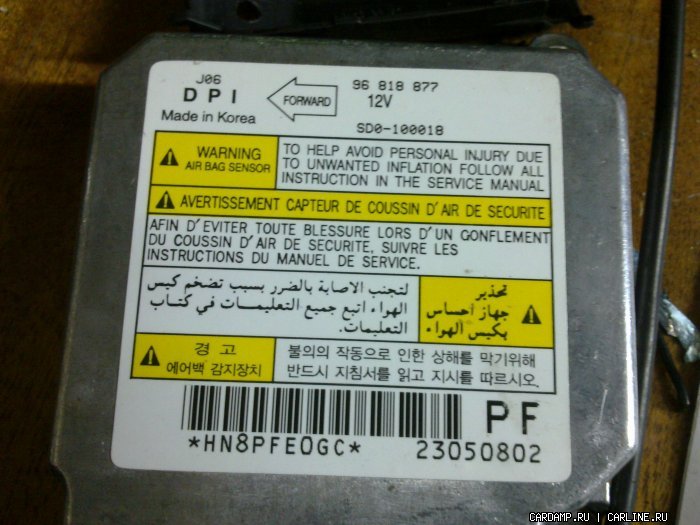 J06
DPI
Made in Korea
FORWARD
96 818 877
12V
SD0-100018
WARNING
AIR BAG SENSOR
TO HELP AVOID PERSONAL INJURY DUE
TO UNWANTED INFLATION FOLLOW ALL
INSTRUCTION IN THE SERVICE MANUAL
AVERTISSEMENT CAPTEUR DE COUSSIN D'AIR DE SECURITE
AFIN D'EVITER TOUTE BLESSURE LORS D'UN GONFLEMENT
DU COUSSIN D'AIR DE SECURITE, SUIVRE LES
INSTRUCTIONS DU MANUEL DE SERVICE.
تحذير
جهاز احساس
بكيس الهواء
لتجنب الاصابة بالضرر بسبب تضخم كيس
الهواء اتبع جميع التعليمات في كتاب
التعليمات.
경 고
에어백 감지장치
불의의 작동으로 인한 상해를 막기위해
반드시 지침서를 읽고 지시를 따르시오.
*HN8PFE0GC*
PF
23050802
CARDAMP.RU | CARLINE.RU